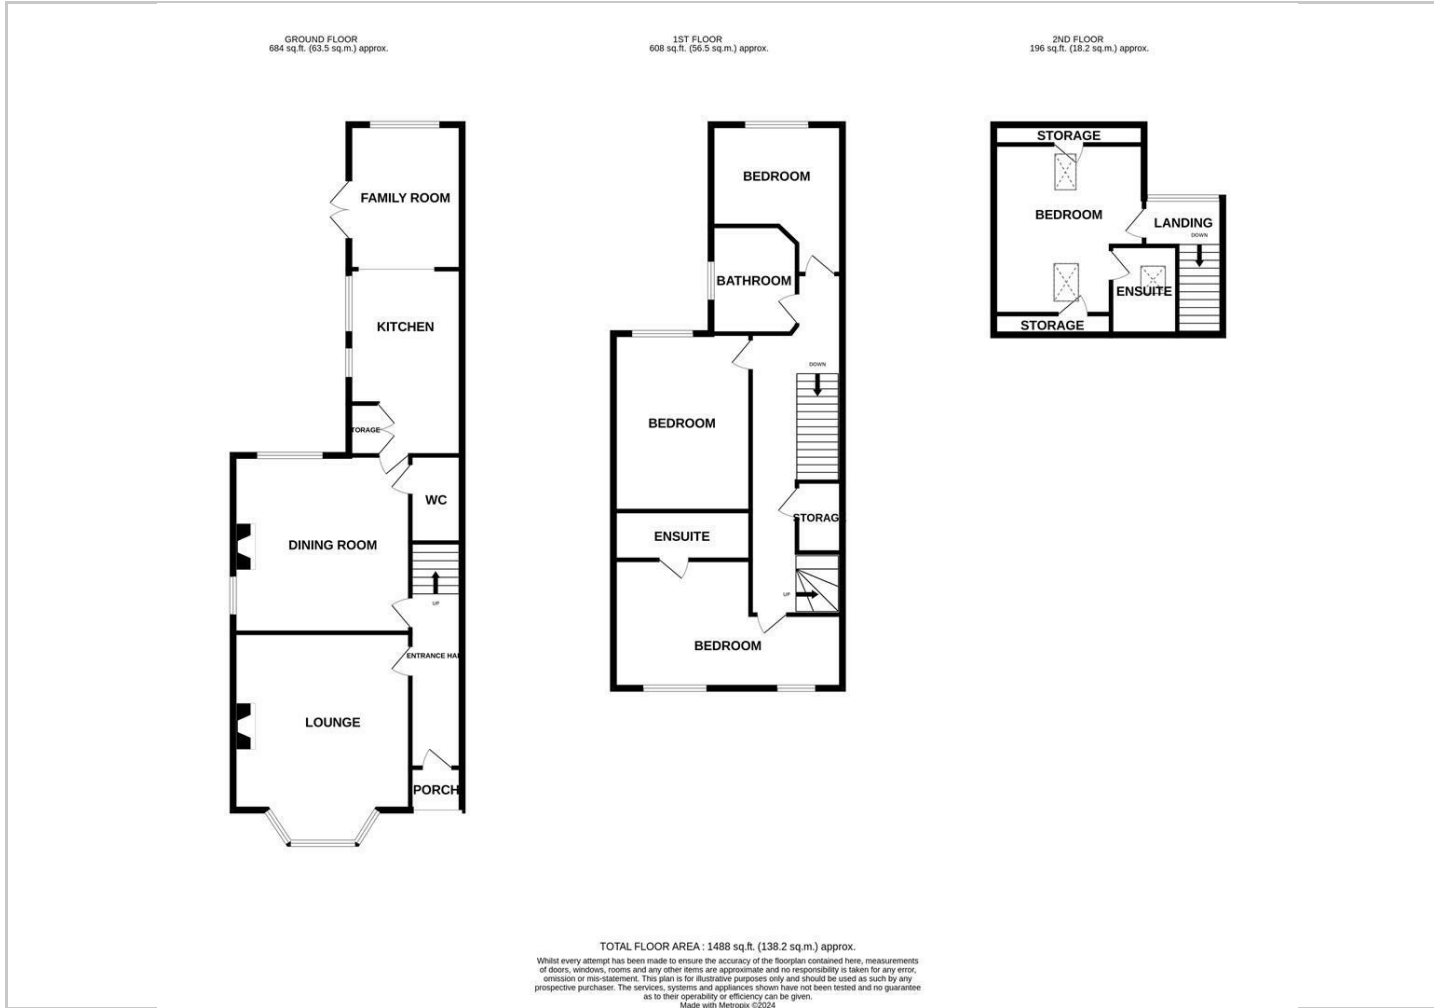 GROUND FLOOR
684 sq.ft. (63.5 sq.m.) approx.
1ST FLOOR
608 sq.ft. (56.5 sq.m.) approx.
2ND FLOOR
196 sq.ft. (18.2 sq.m.) approx.
FAMILY ROOM
KITCHEN
TORAGE
WC
DINING ROOM
UP
ENTRANCE HAL
LOUNGE
PORCH
BEDROOM
BATHROOM
DOWN
BEDROOM
STORAG
ENSUITE
UP
BEDROOM
STORAGE
BEDROOM
LANDING
DOWN
ENSUITE
STORAGE
TOTAL FLOOR AREA : 1488 sq.ft. (138.2 sq.m.) approx.
Whilst every attempt has been made to ensure the accuracy of the floorplan contained here, measurements
of doors, windows, rooms and any other items are approximate and no responsibility is taken for any error,
omission or mis-statement. This plan is for illustrative purposes only and should be used as such by any
prospective purchaser. The services, systems and appliances shown have not been tested and no guarantee
as to their operability or efficiency can be given.
Made with Metropix ©2024